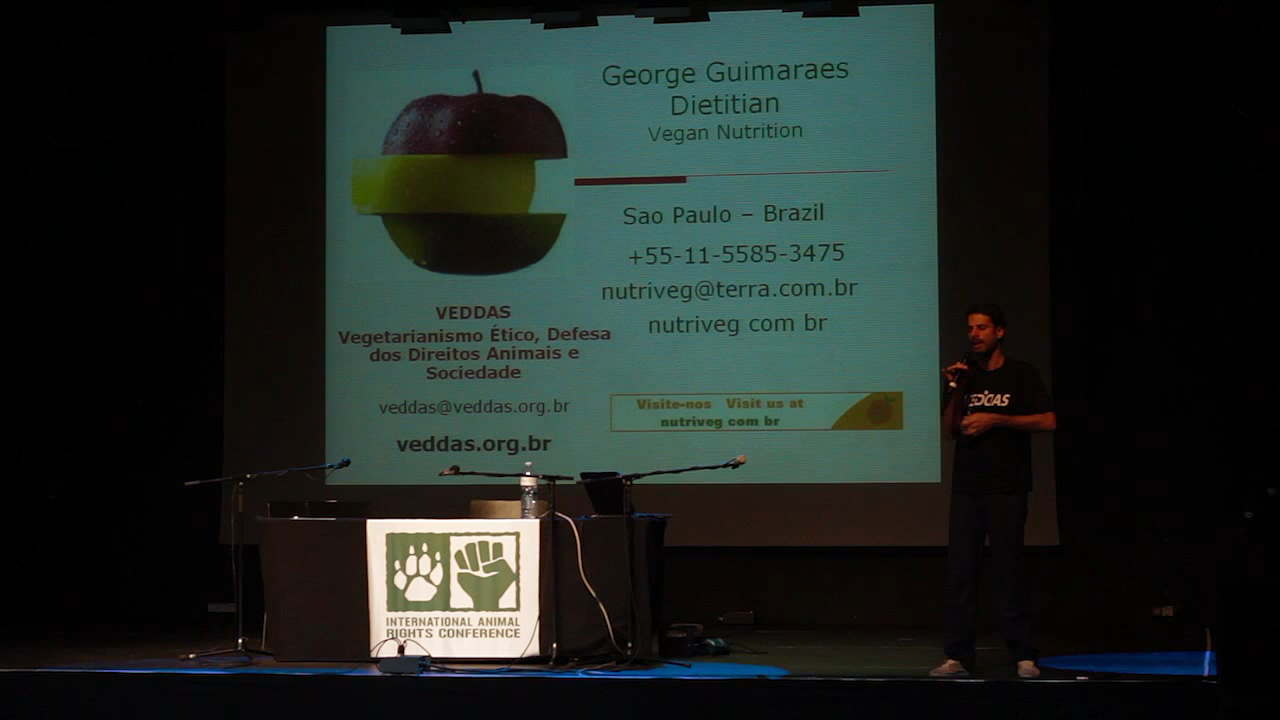 George Guimaraes
Dietitian
Vegan Nutrition
Sao Paulo – Brazil
+55-11-5585-3475
nutriveg@terra.com.br
nutriveg com br
VEDDAS
Vegetarianismo Ético, Defesa
dos Direitos Animais e
Sociedade
veddas@veddas.org.br
veddas.org.br
Visite-nos Visit us at
nutriveg com br
VEDDAS
INTERNATIONAL ANIMAL
RIGHTS CONFERENCE